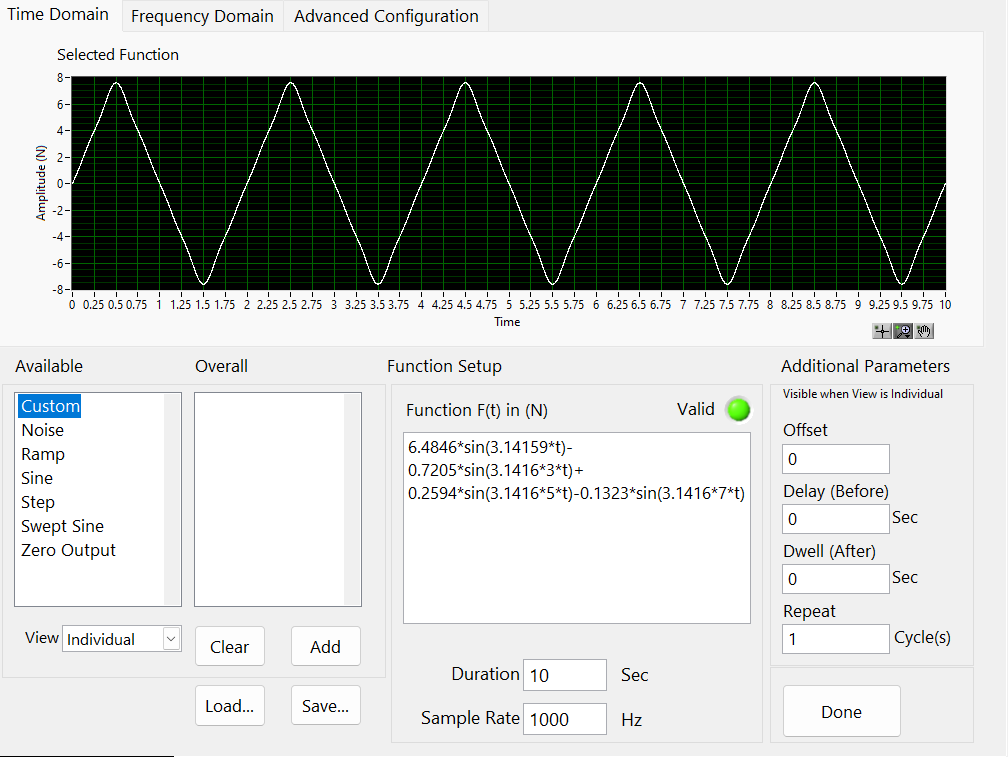 Time Domain
Frequency Domain
Advanced Configuration
Selected Function
8
6
4
2
0
-2
-4
-6
-8
Amplitude (N)
0 0.25 0.5 0.75 1 1.25 1.5 1.75 2 2.25 2.5 2.75 3 3.25 3.5 3.75 4 4.25 4.5 4.75 5 5.25 5.5 5.75 6 6.25 6.5 6.75 7 7.25 7.5 7.75 8 8.25 8.5 8.75 9 9.25 9.5 9.75 10
Time
Available
Custom
Noise
Ramp
Sine
Step
Swept Sine
Zero Output
View Individual
Overall
Clear
Add
Load...
Save...
Function Setup
Function F(t) in (N)
Valid
6.4846*sin(3.14159*t)-
0.7205*sin(3.1416*3*t)+
0.2594*sin(3.1416*5*t)-0.1323*sin(3.1416*7*t)
Duration 10 Sec
Sample Rate 1000 Hz
Additional Parameters
Visible when View is Individual
Offset
0
Delay (Before)
0 Sec
Dwell (After)
0 Sec
Repeat
1 Cycle(s)
Done